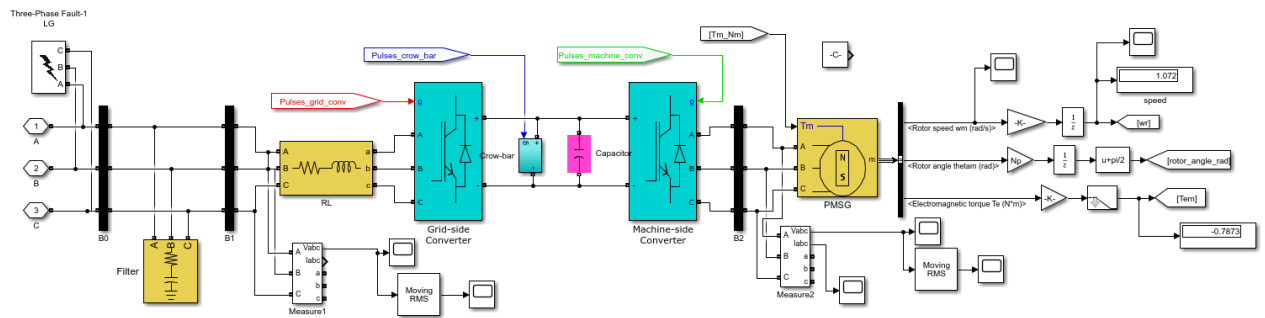 Three-Phase Fault-1
LG
C
B
A
1
A
2
B
3
C
B0
Filter
A
B
C
B1
Pulses_grid_conv
Pulses_crow_bar
A
B
C
a
b
c
RL
g
A
B
C
+
-
Grid-side
Converter
g
+
-
Crow-bar
Capacitor
Pulses_machine_conv
g
+
-
A
B
C
Machine-side
Converter
B2
A
B
C
Vabc
Iabc
a
b
c
Measure1
Moving
RMS
[Tm_Nm]
-C-
Tm
A
B
C
N
S
m
PMSG
A
B
C
Vabc
Iabc
a
b
c
Measure2
Moving
RMS
<Rotor speed wm (rad/s)>
-K-
1
z
1.072
speed
[wr]
<Rotor angle thetam (rad)>
Np
1
z
u+pi/2
[rotor_angle_rad]
<Electromagnetic torque Te (N*m)>
-K-
[Tem]
-0.7873